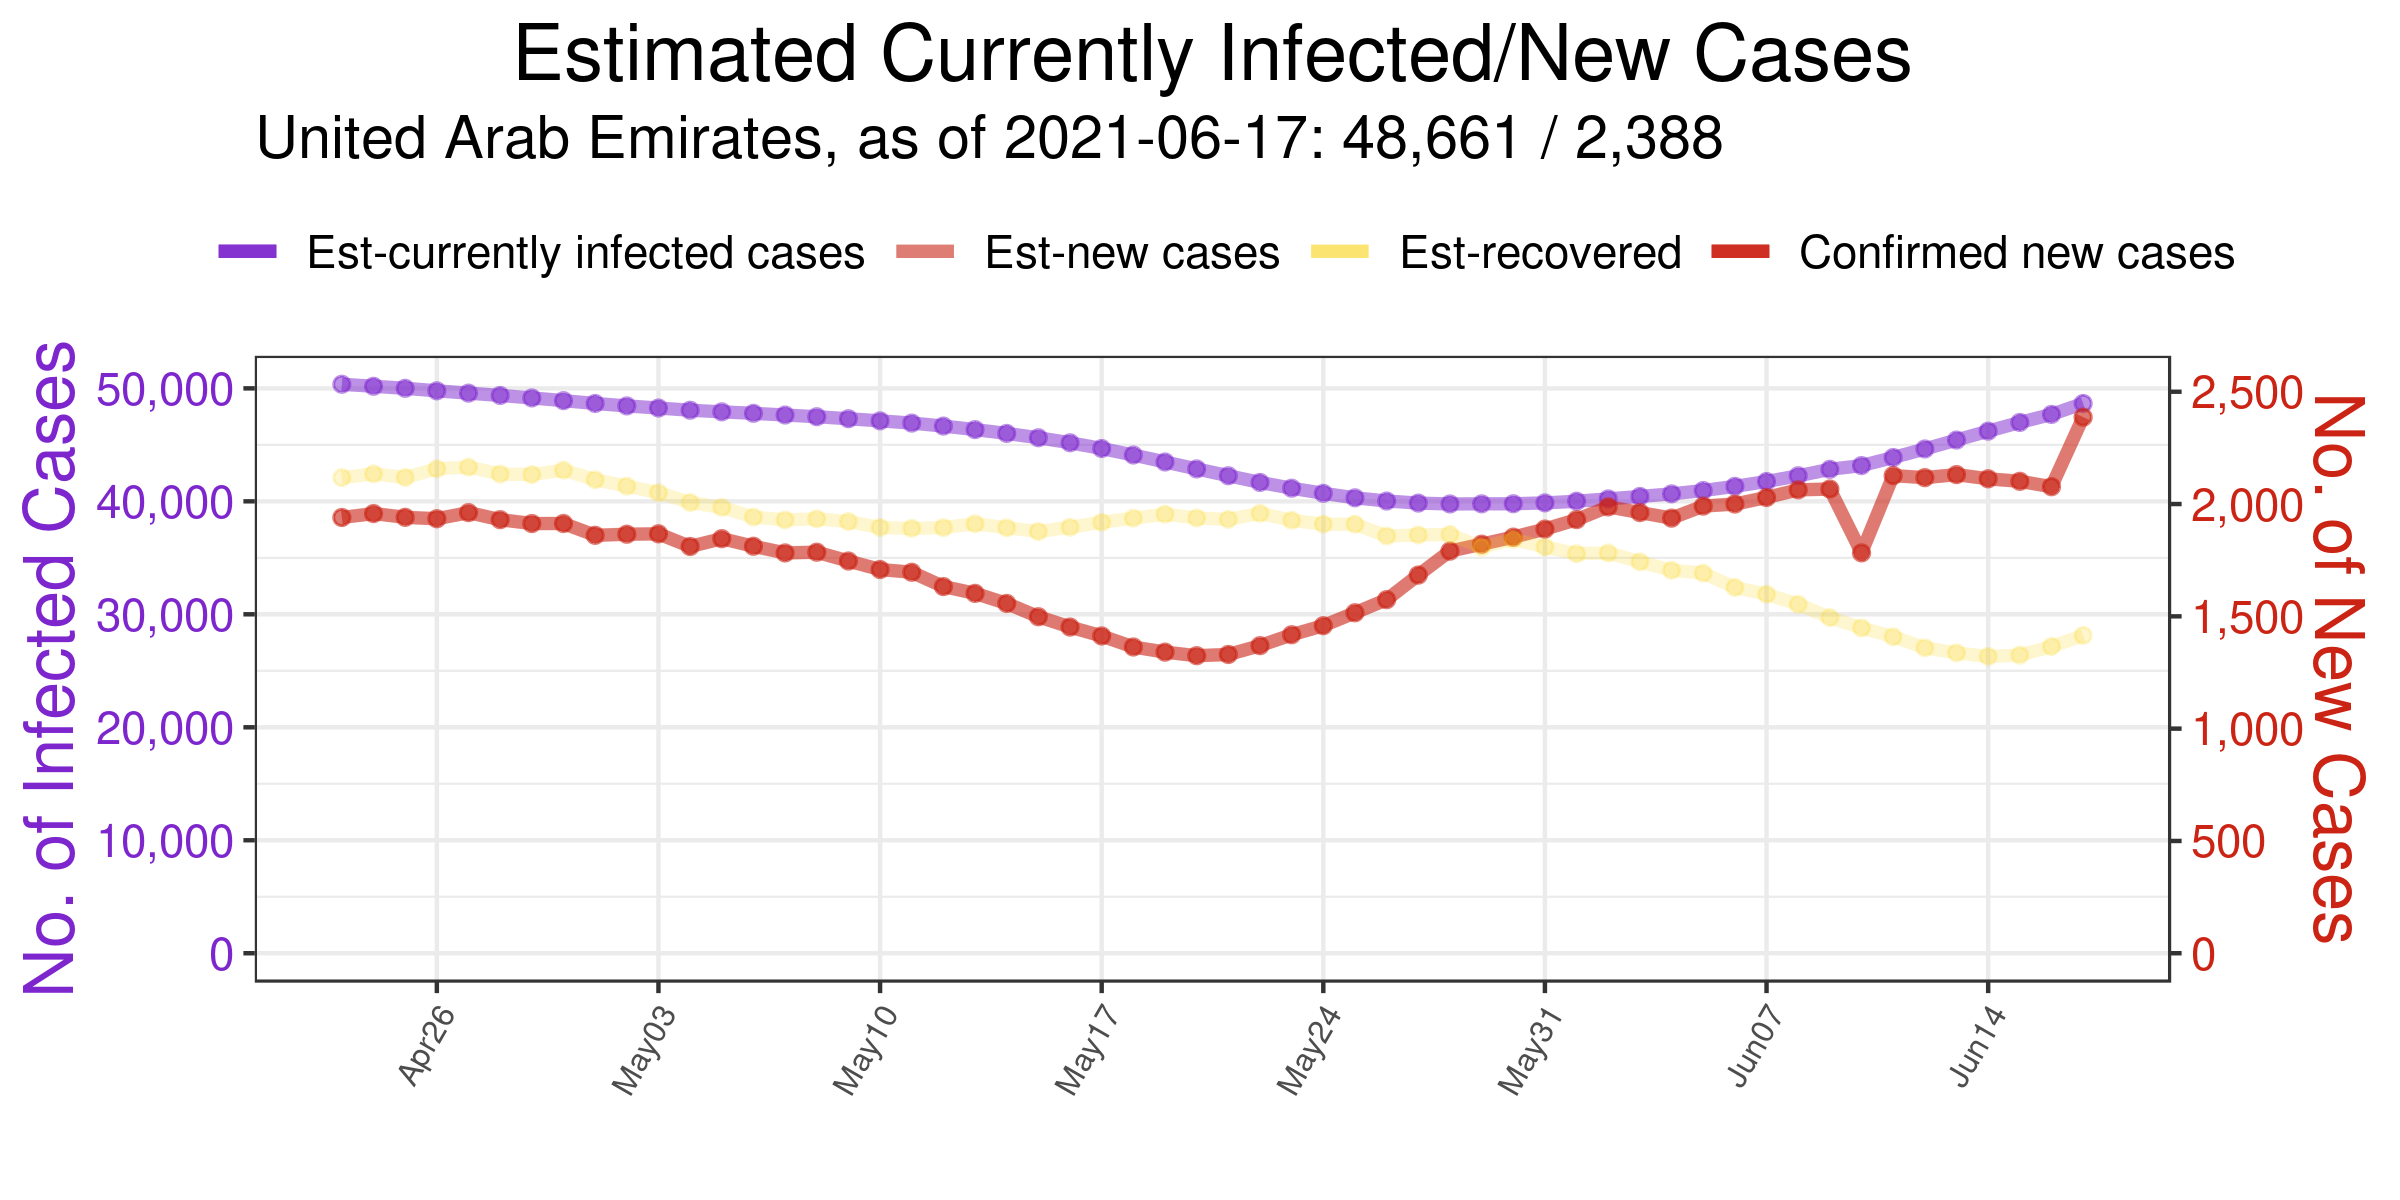 Estimated Currently Infected/New Cases
United Arab Emirates, as of 2021-06-17: 48,661 / 2,388
Est-currently infected cases Est-new cases Est-recovered Confirmed new cases
No. of Infected Cases
50,000
40,000
30,000
20,000
10,000
0
2,500
2,000
1,500
1,000
500
0
No. of New Cases
Apr26 May03 May10 May17 May24 May31 Jun07 Jun14